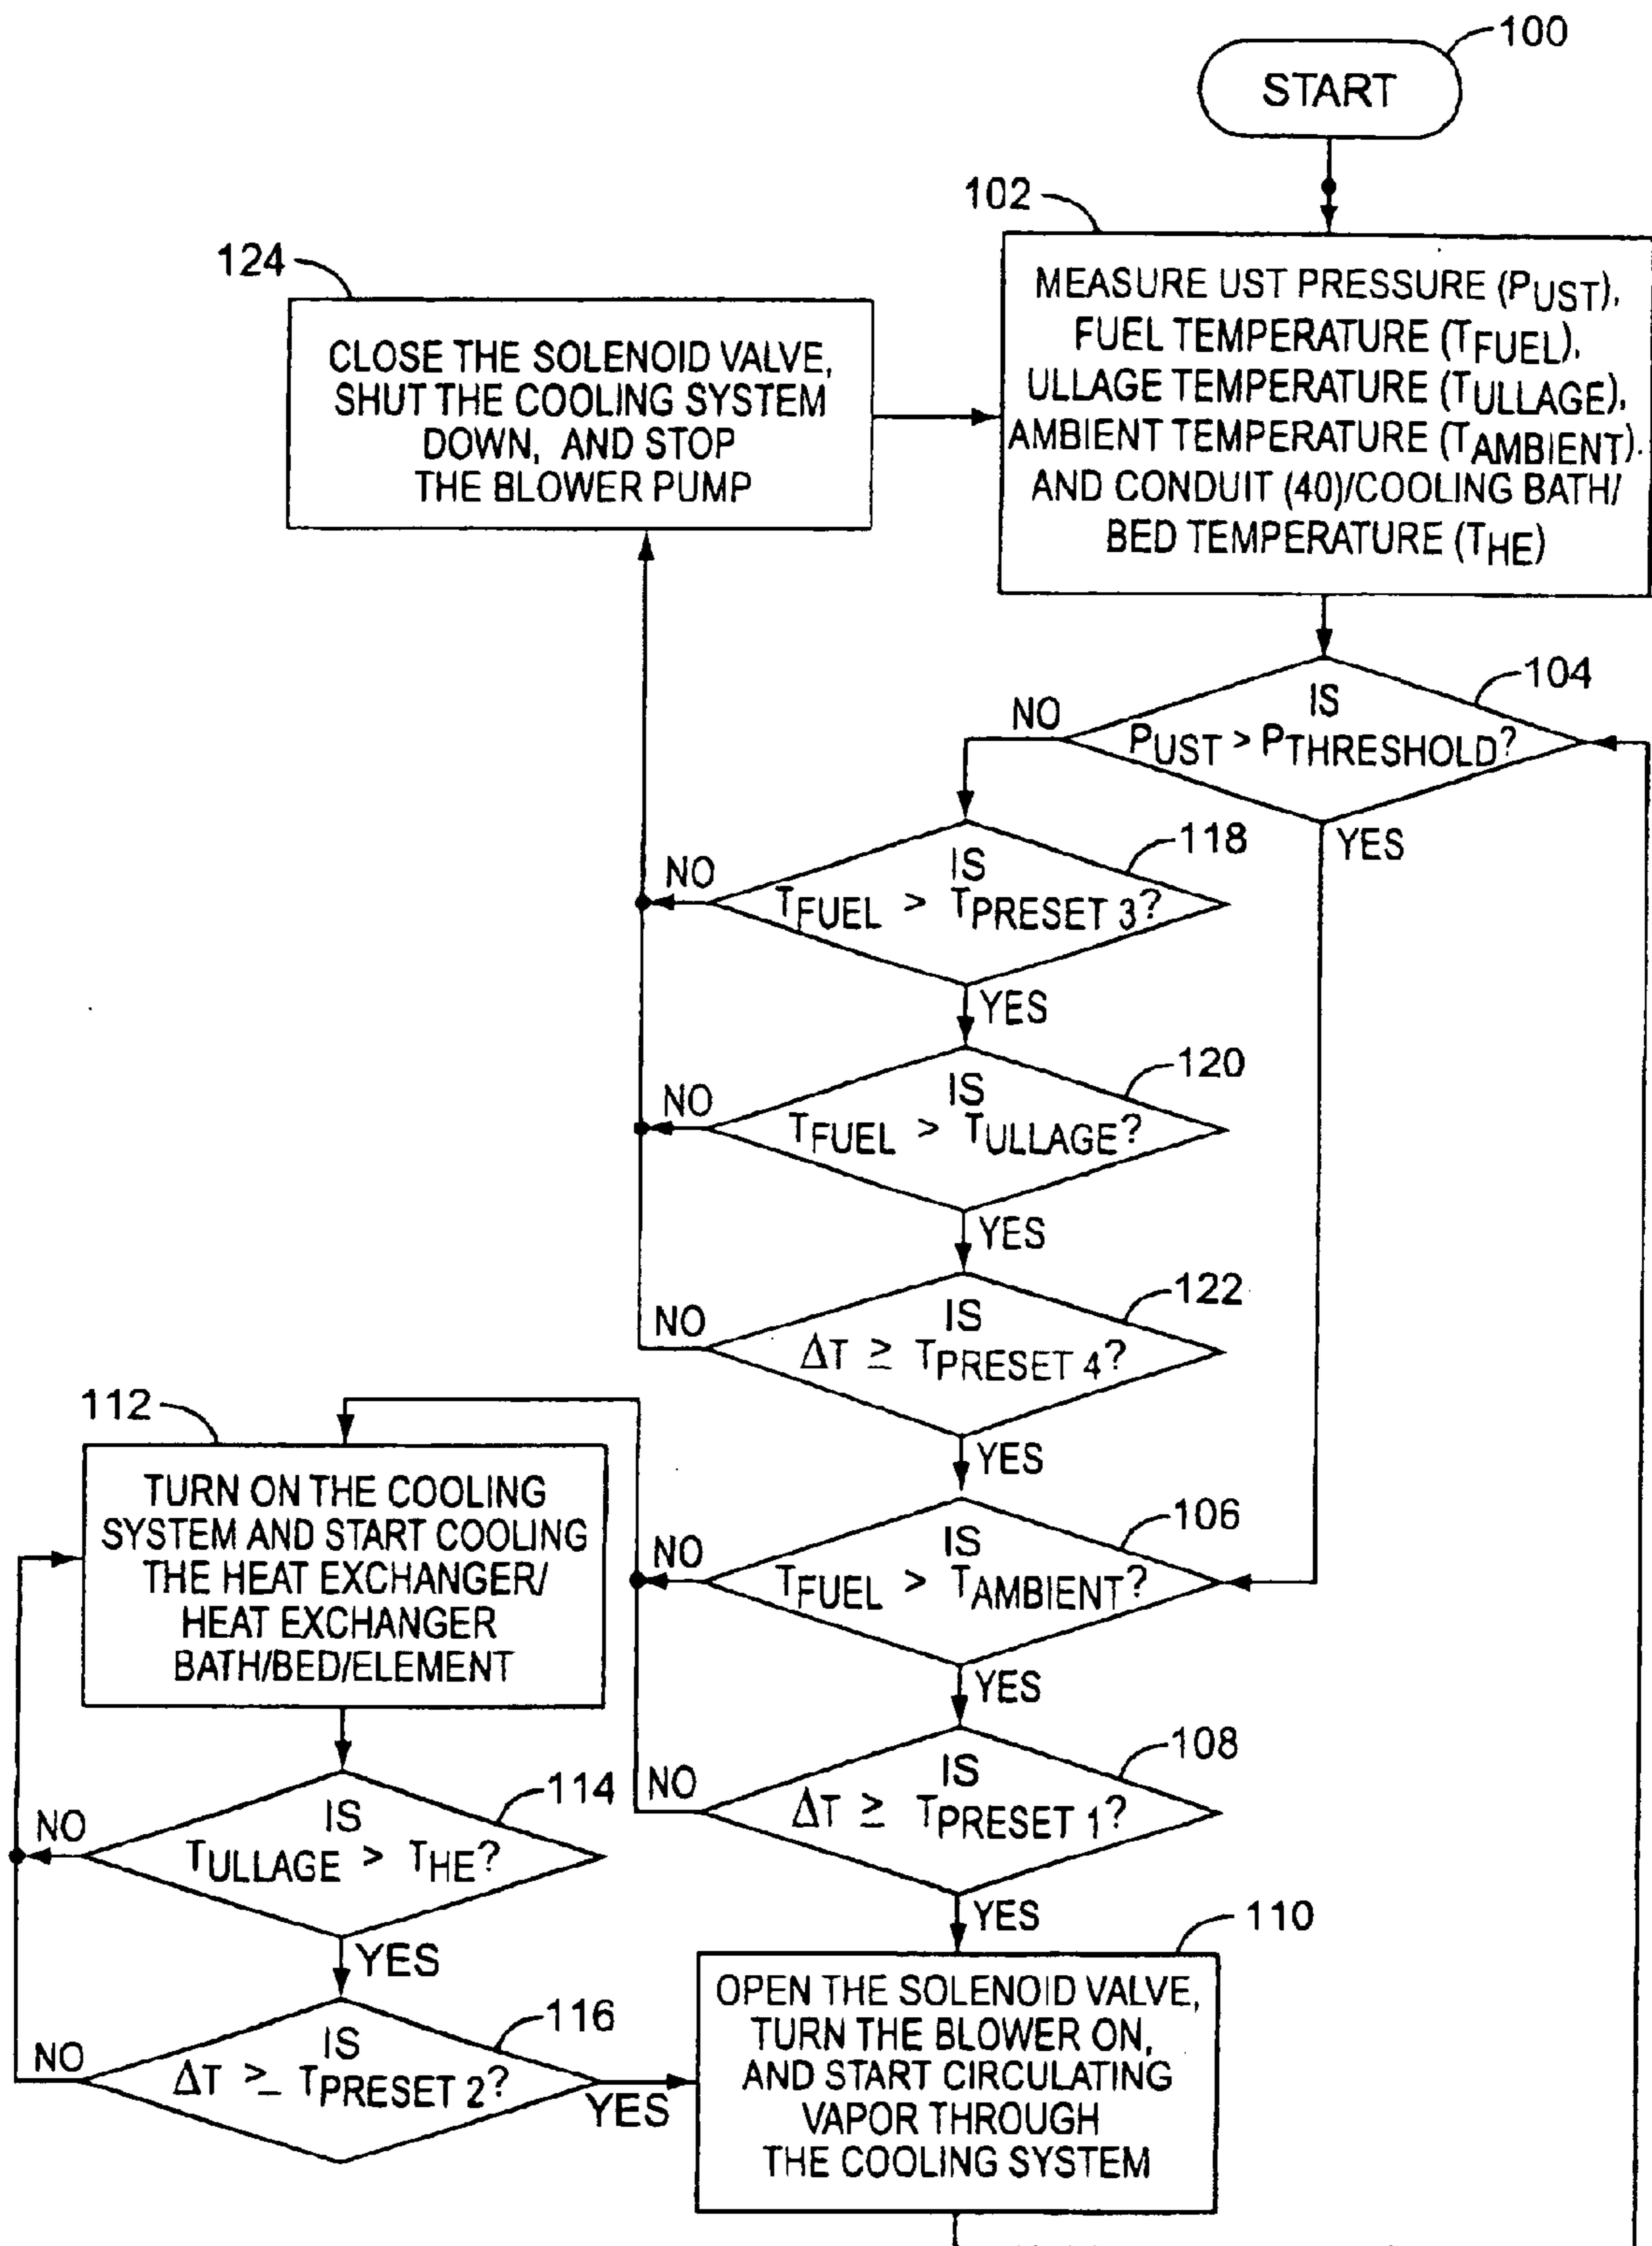 100
START
102
MEASURE UST PRESSURE (PUST),
FUEL TEMPERATURE (TFUEL),
ULLAGE TEMPERATURE (TULLAGE),
AMBIENT TEMPERATURE (TAMBIENT).
AND CONDUIT (40)/COOLING BATH/
BED TEMPERATURE (THE)
124
CLOSE THE SOLENOID VALVE,
SHUT THE COOLING SYSTEM
DOWN, AND STOP
THE BLOWER PUMP
104
IS
PUST > PTHRESHOLD?
NO
YES
118
IS
TFUEL > TPRESET 3?
NO
YES
120
IS
TFUEL > TULLAGE?
NO
YES
122
IS
ΔT ≥ TPRESET 4?
NO
YES
106
IS
TFUEL > TAMBIENT?
NO
YES
108
IS
ΔT ≥ TPRESET 1?
NO
YES
112
TURN ON THE COOLING
SYSTEM AND START COOLING
THE HEAT EXCHANGER/
HEAT EXCHANGER
BATH/BED/ELEMENT
114
IS
TULLAGE > THE?
NO
YES
116
IS
ΔT ≥ TPRESET 2?
NO
YES
110
OPEN THE SOLENOID VALVE,
TURN THE BLOWER ON,
AND START CIRCULATING
VAPOR THROUGH
THE COOLING SYSTEM